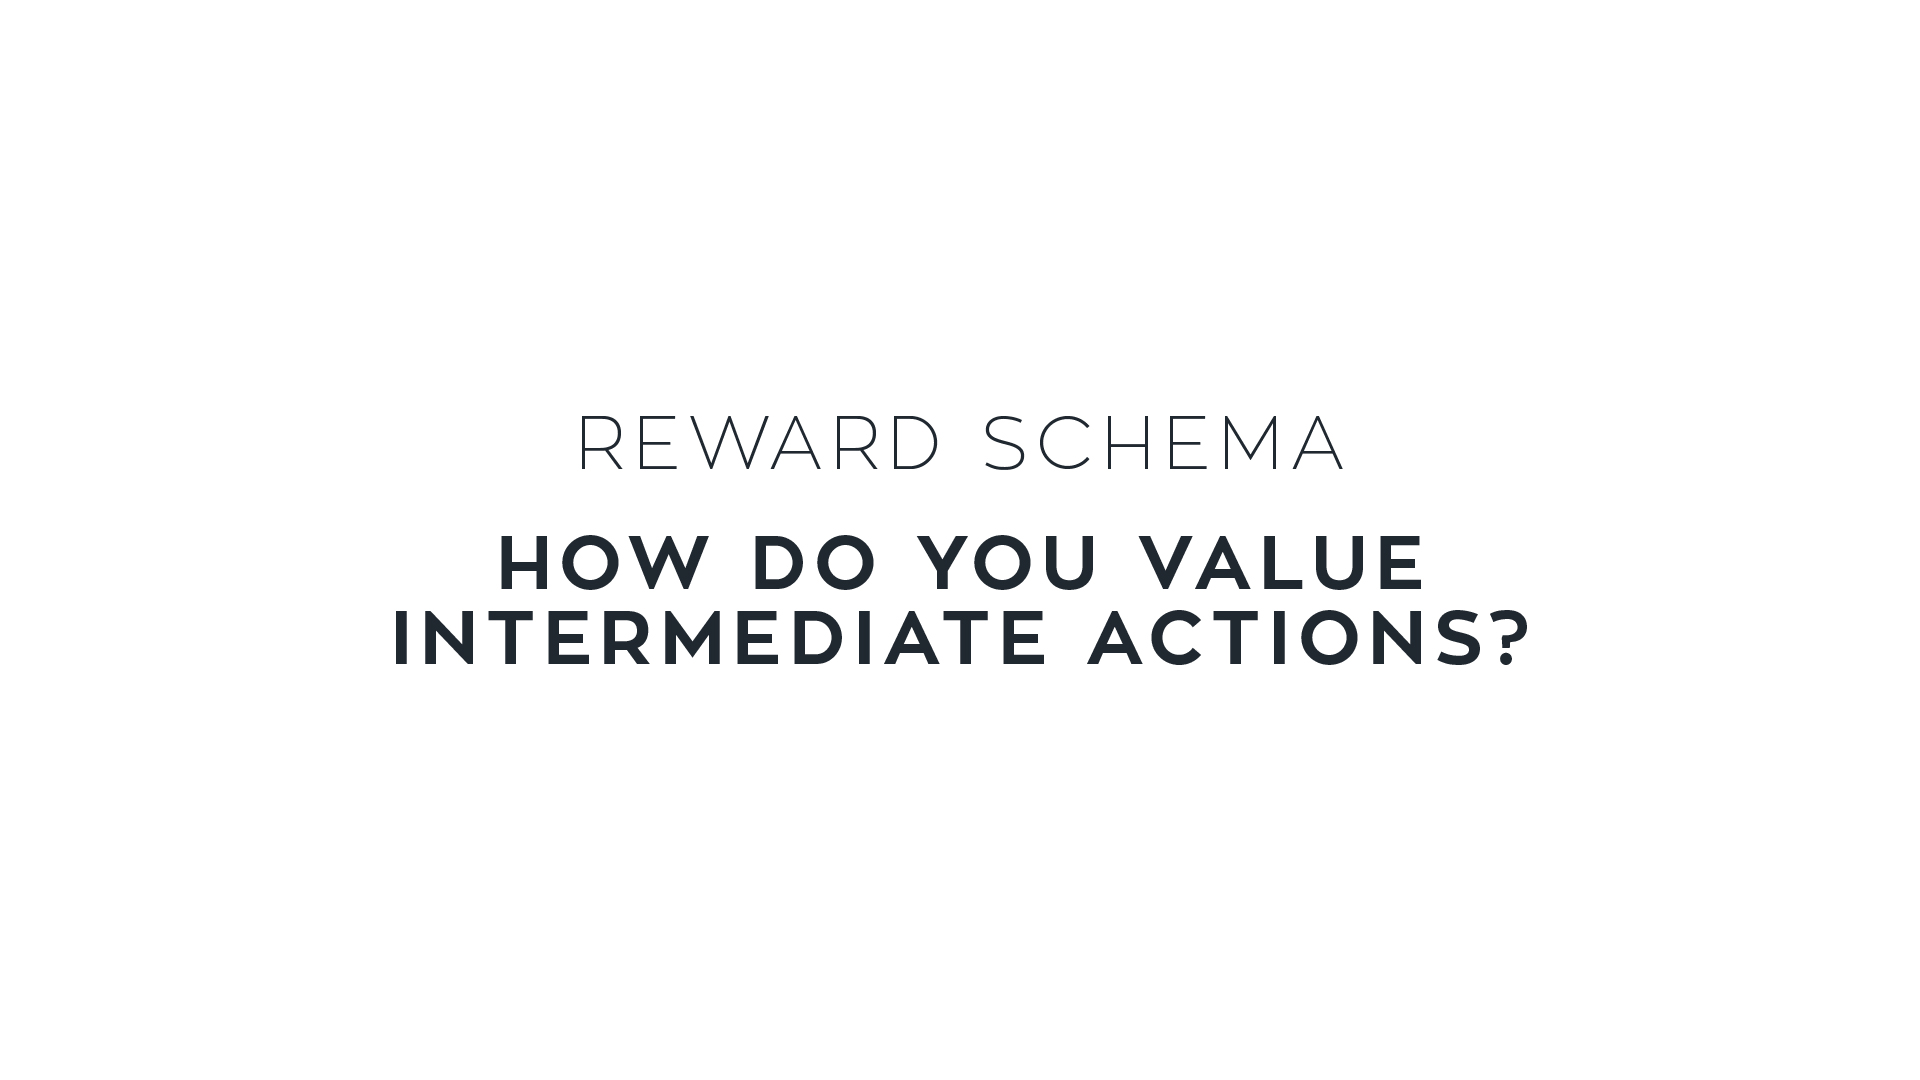 REWARD SCHEMA
HOW DO YOU VALUE
INTERMEDIATE ACTIONS?